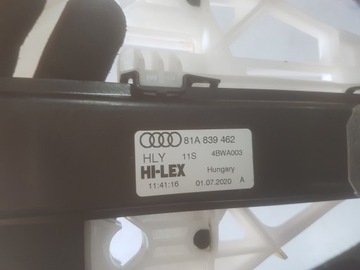 81A 839 462
HLY 11S 4BWA003
HI-LEX Hungary
11:41:16 01.07.2020 A